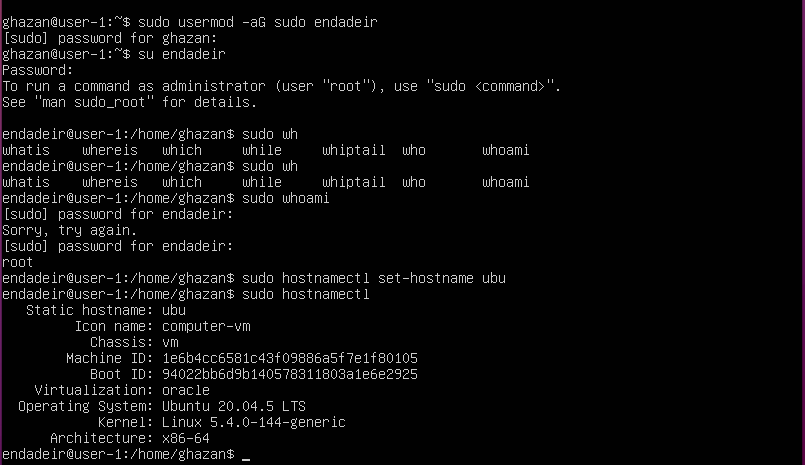 ghazan@user-1:~$ sudo usermod -aG sudo endadeir
[sudo] password for ghazan:
ghazan@user-1:~$ su endadeir
Password:
To run a command as administrator (user "root"), use "sudo <command>".
See "man sudo_root" for details.

endadeir@user-1:/home/ghazan$ sudo wh
whatis    whereis   which     while     whiptail  who       whoami
endadeir@user-1:/home/ghazan$ sudo wh
whatis    whereis   which     while     whiptail  who       whoami
endadeir@user-1:/home/ghazan$ sudo whoami
[sudo] password for endadeir:
Sorry, try again.
[sudo] password for endadeir:
root
endadeir@user-1:/home/ghazan$ sudo hostnamectl set-hostname ubu
endadeir@user-1:/home/ghazan$ sudo hostnamectl
   Static hostname: ubu
         Icon name: computer-vm
           Chassis: vm
        Machine ID: 1e6b4cc6581c43f09886a5f7e1f80105
           Boot ID: 94022bb6d9b140578311803a1e6e2925
    Virtualization: oracle
  Operating System: Ubuntu 20.04.5 LTS
            Kernel: Linux 5.4.0-144-generic
      Architecture: x86-64
endadeir@user-1:/home/ghazan$ _